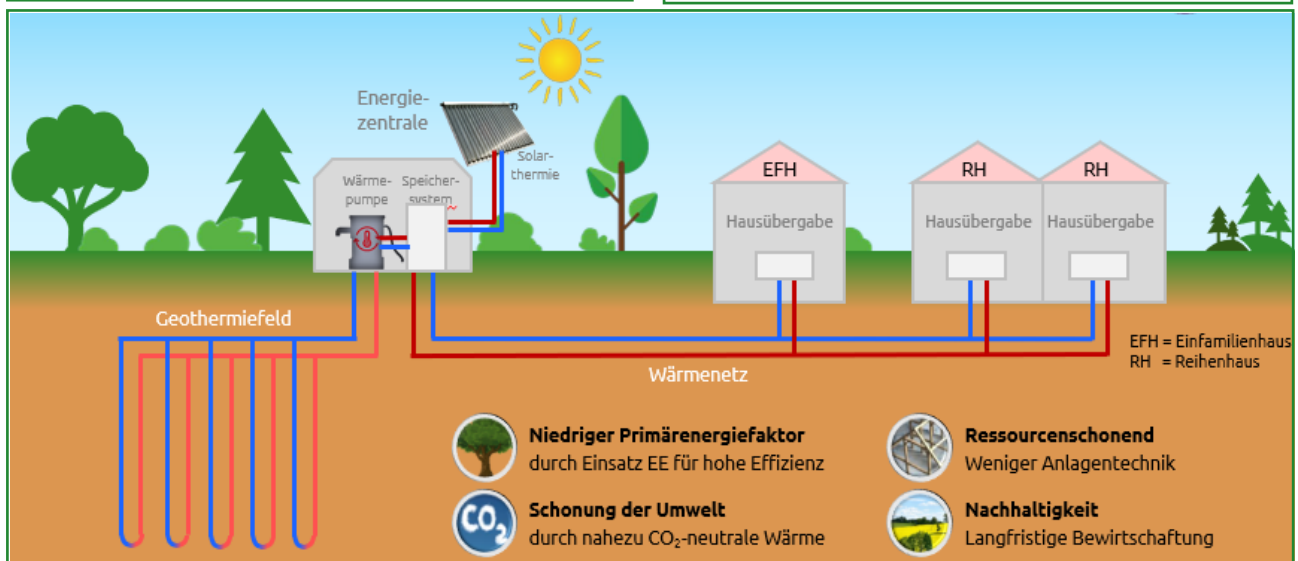 Energie-
zentrale
Solar-
thermie
Wärme-
pumpe
Speicher-
system
EFH
RH
RH
Hausübergabe
Hausübergabe
Hausübergabe
Geothermiefeld
Wärmenetz
EFH = Einfamilienhaus
RH = Reihenhaus
Niedriger Primärenergiefaktor
durch Einsatz EE für hohe Effizienz
Ressourcenschonend
Weniger Anlagentechnik
CO₂
Schonung der Umwelt
durch nahezu CO₂-neutrale Wärme
Nachhaltigkeit
Langfristige Bewirtschaftung